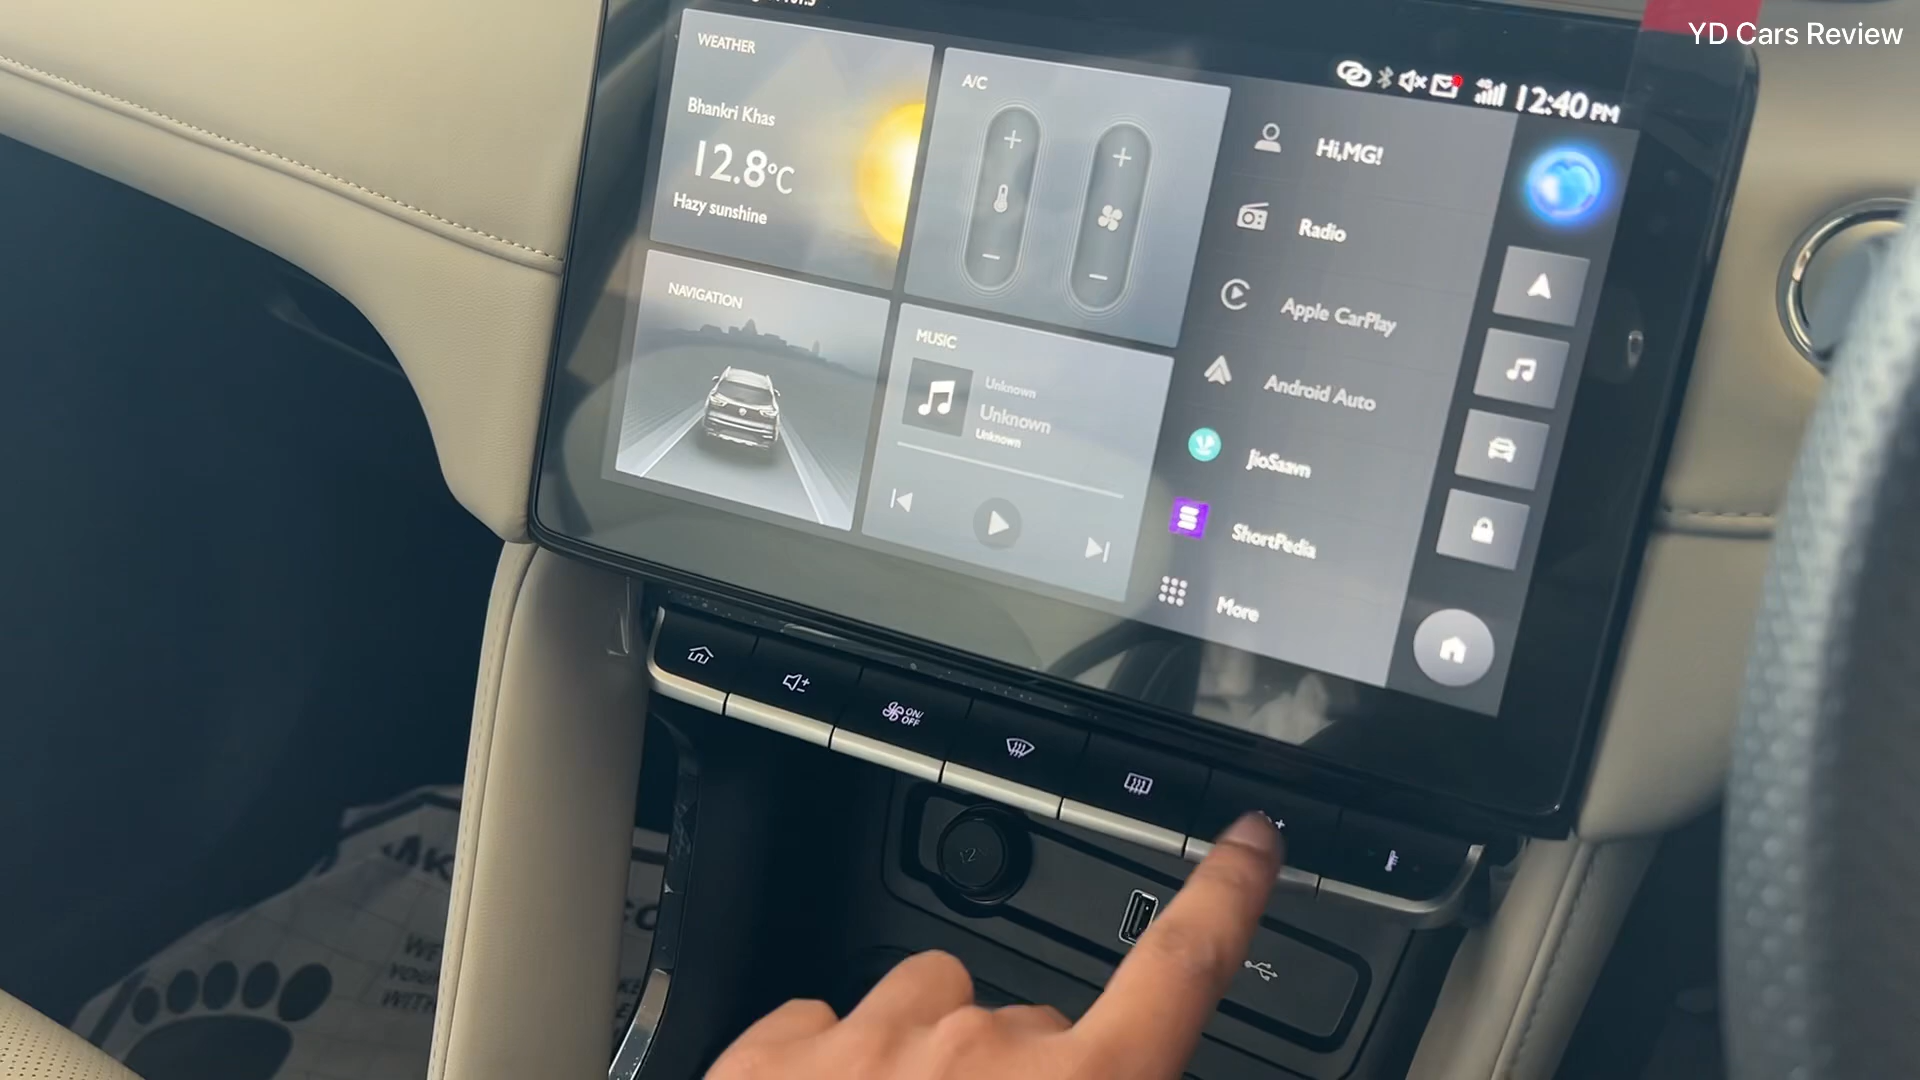 YD Cars Review
12:40 PM
WEATHER
Bhankri Khas
12.8°C
Hazy sunshine
A/C
Hi,MG!
Radio
Apple CarPlay
Android Auto
JioSaavn
ShortPedia
More
NAVIGATION
MUSIC
Unknown
Unknown
Unknown
ON/
OFF